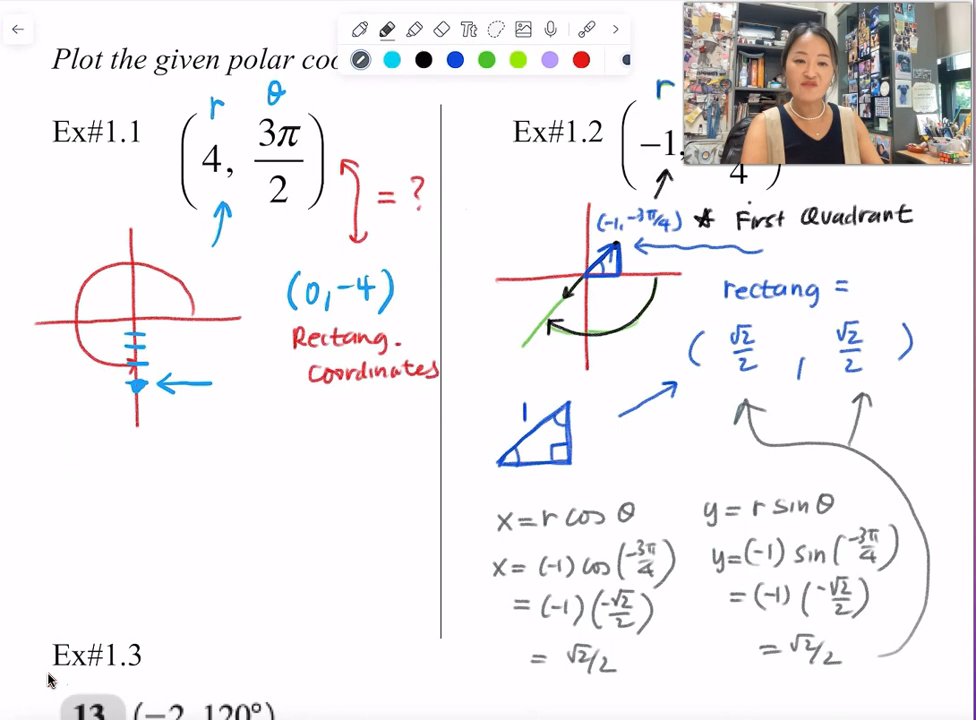 Plot the given polar coo
r θ
Ex#1.1 (4, 3π/2)
= ?
(0,-4)
Rectang.
Coordinates
r
Ex#1.2 (-1, 4)
(-1, -3π/4) ★ First Quadrant
rectang =
( √2/2 , √2/2 )
1
x = r cos θ
x = (-1) cos (-3π/4)
= (-1) (-√2/2)
= √2/2
y = r sin θ
y = (-1) sin (-3π/4)
= (-1) (-√2/2)
= √2/2
Ex#1.3
13 (-2, 120°)